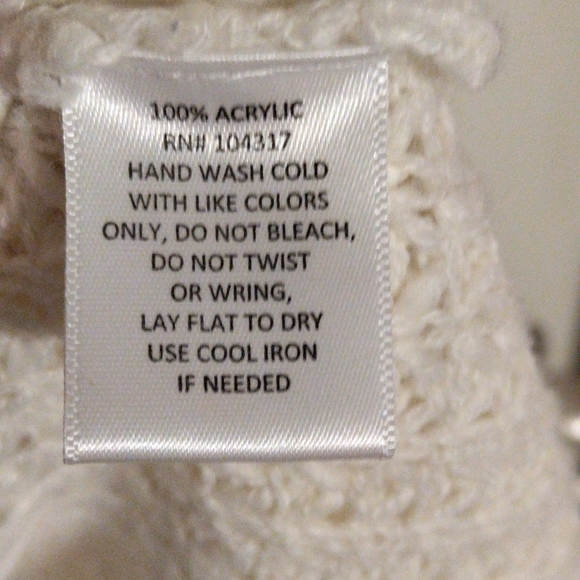 100% ACRYLIC
RN# 104317
HAND WASH COLD
WITH LIKE COLORS
ONLY, DO NOT BLEACH,
DO NOT TWIST
OR WRING,
LAY FLAT TO DRY
USE COOL IRON
IF NEEDED